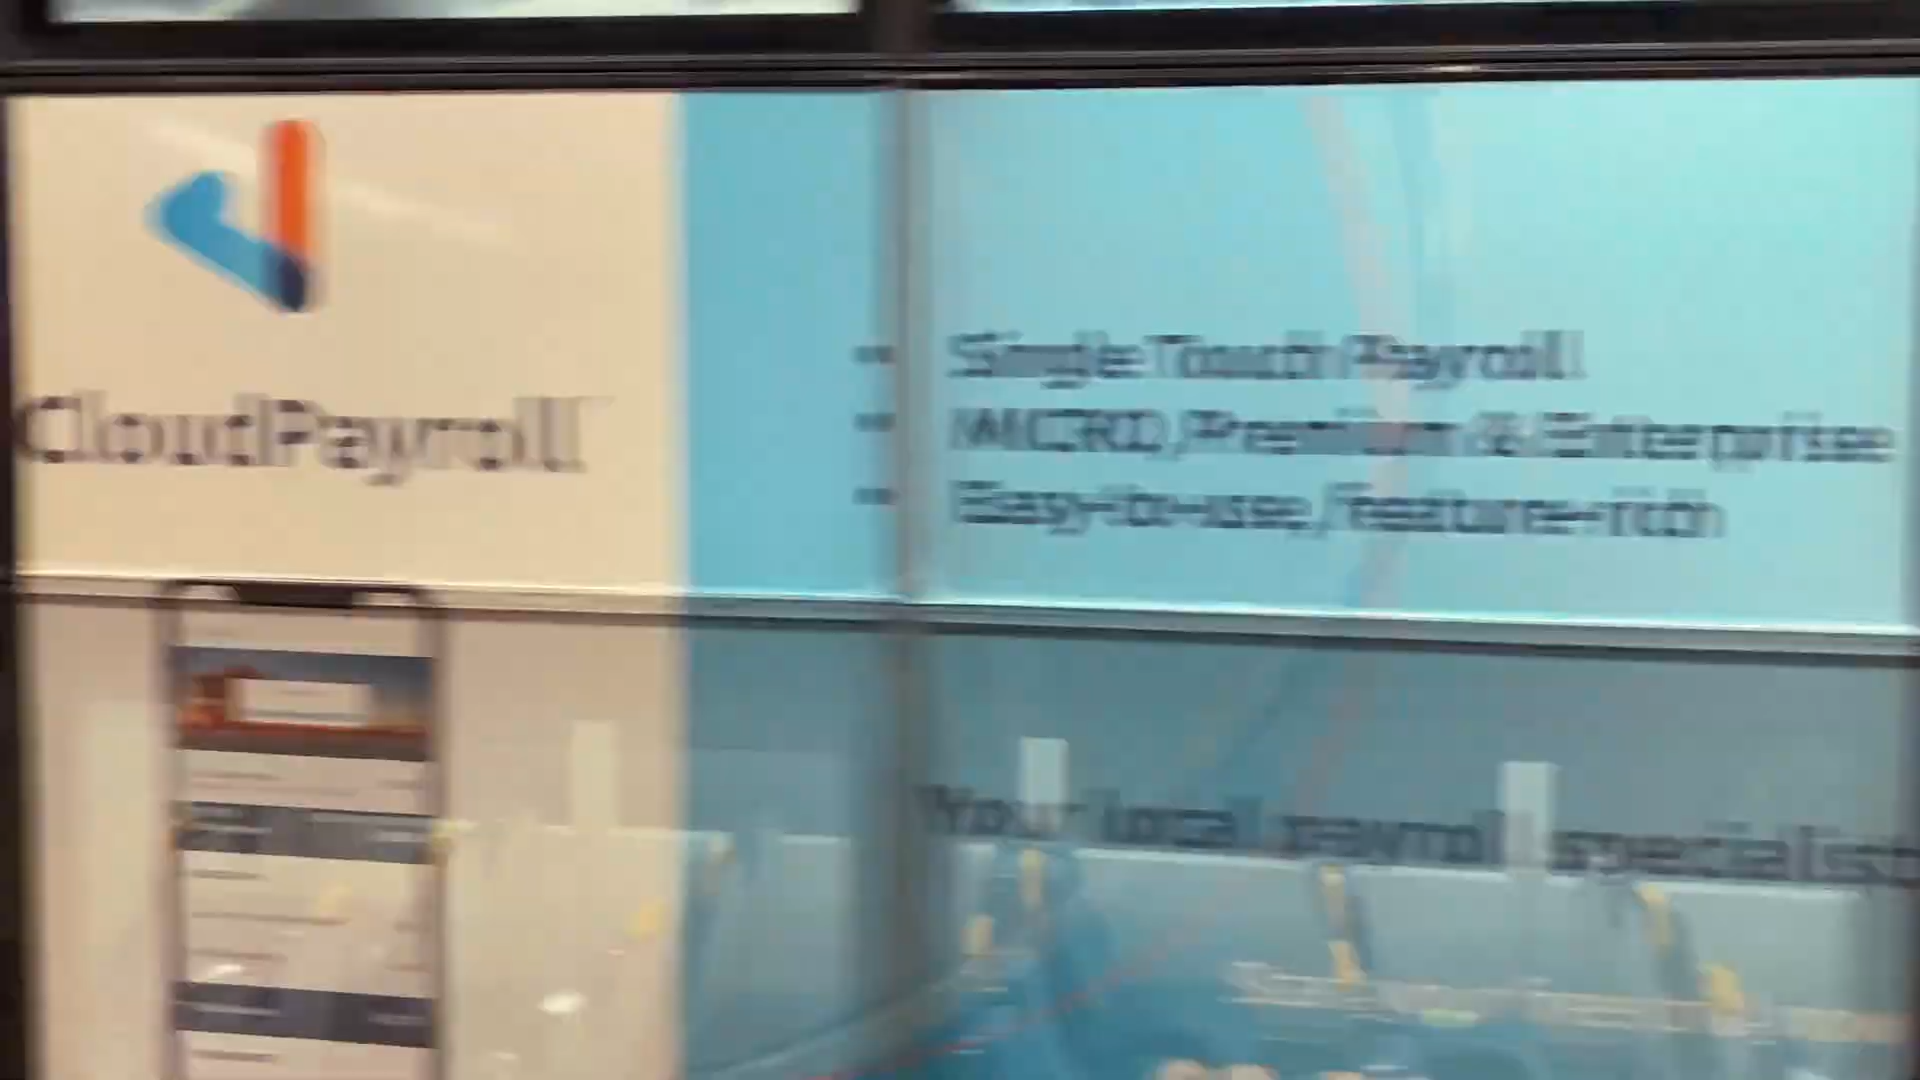 CloudPayroll
- Single Touch Payroll
- MICRO, Premium & Enterprise
- Easy-to-use, feature-rich
Your local payroll specialist